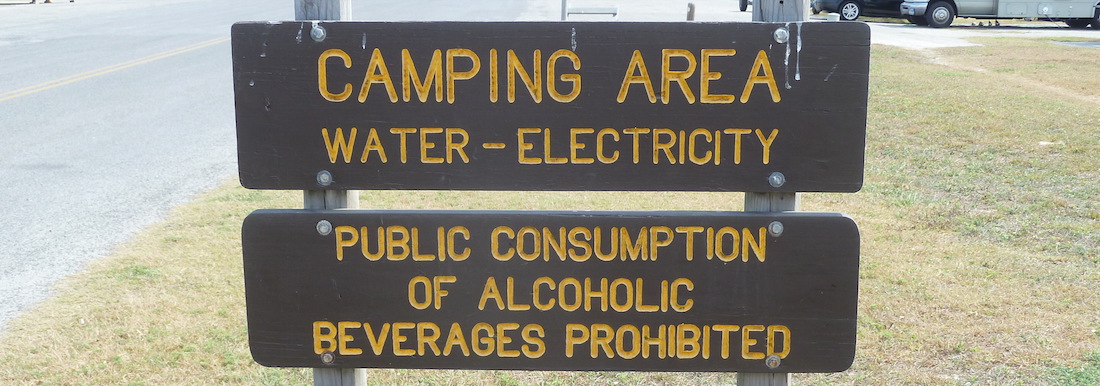 CAMPING AREA
WATER - ELECTRICITY
PUBLIC CONSUMPTION
OF ALCOHOLIC
BEVERAGES PROHIBITED